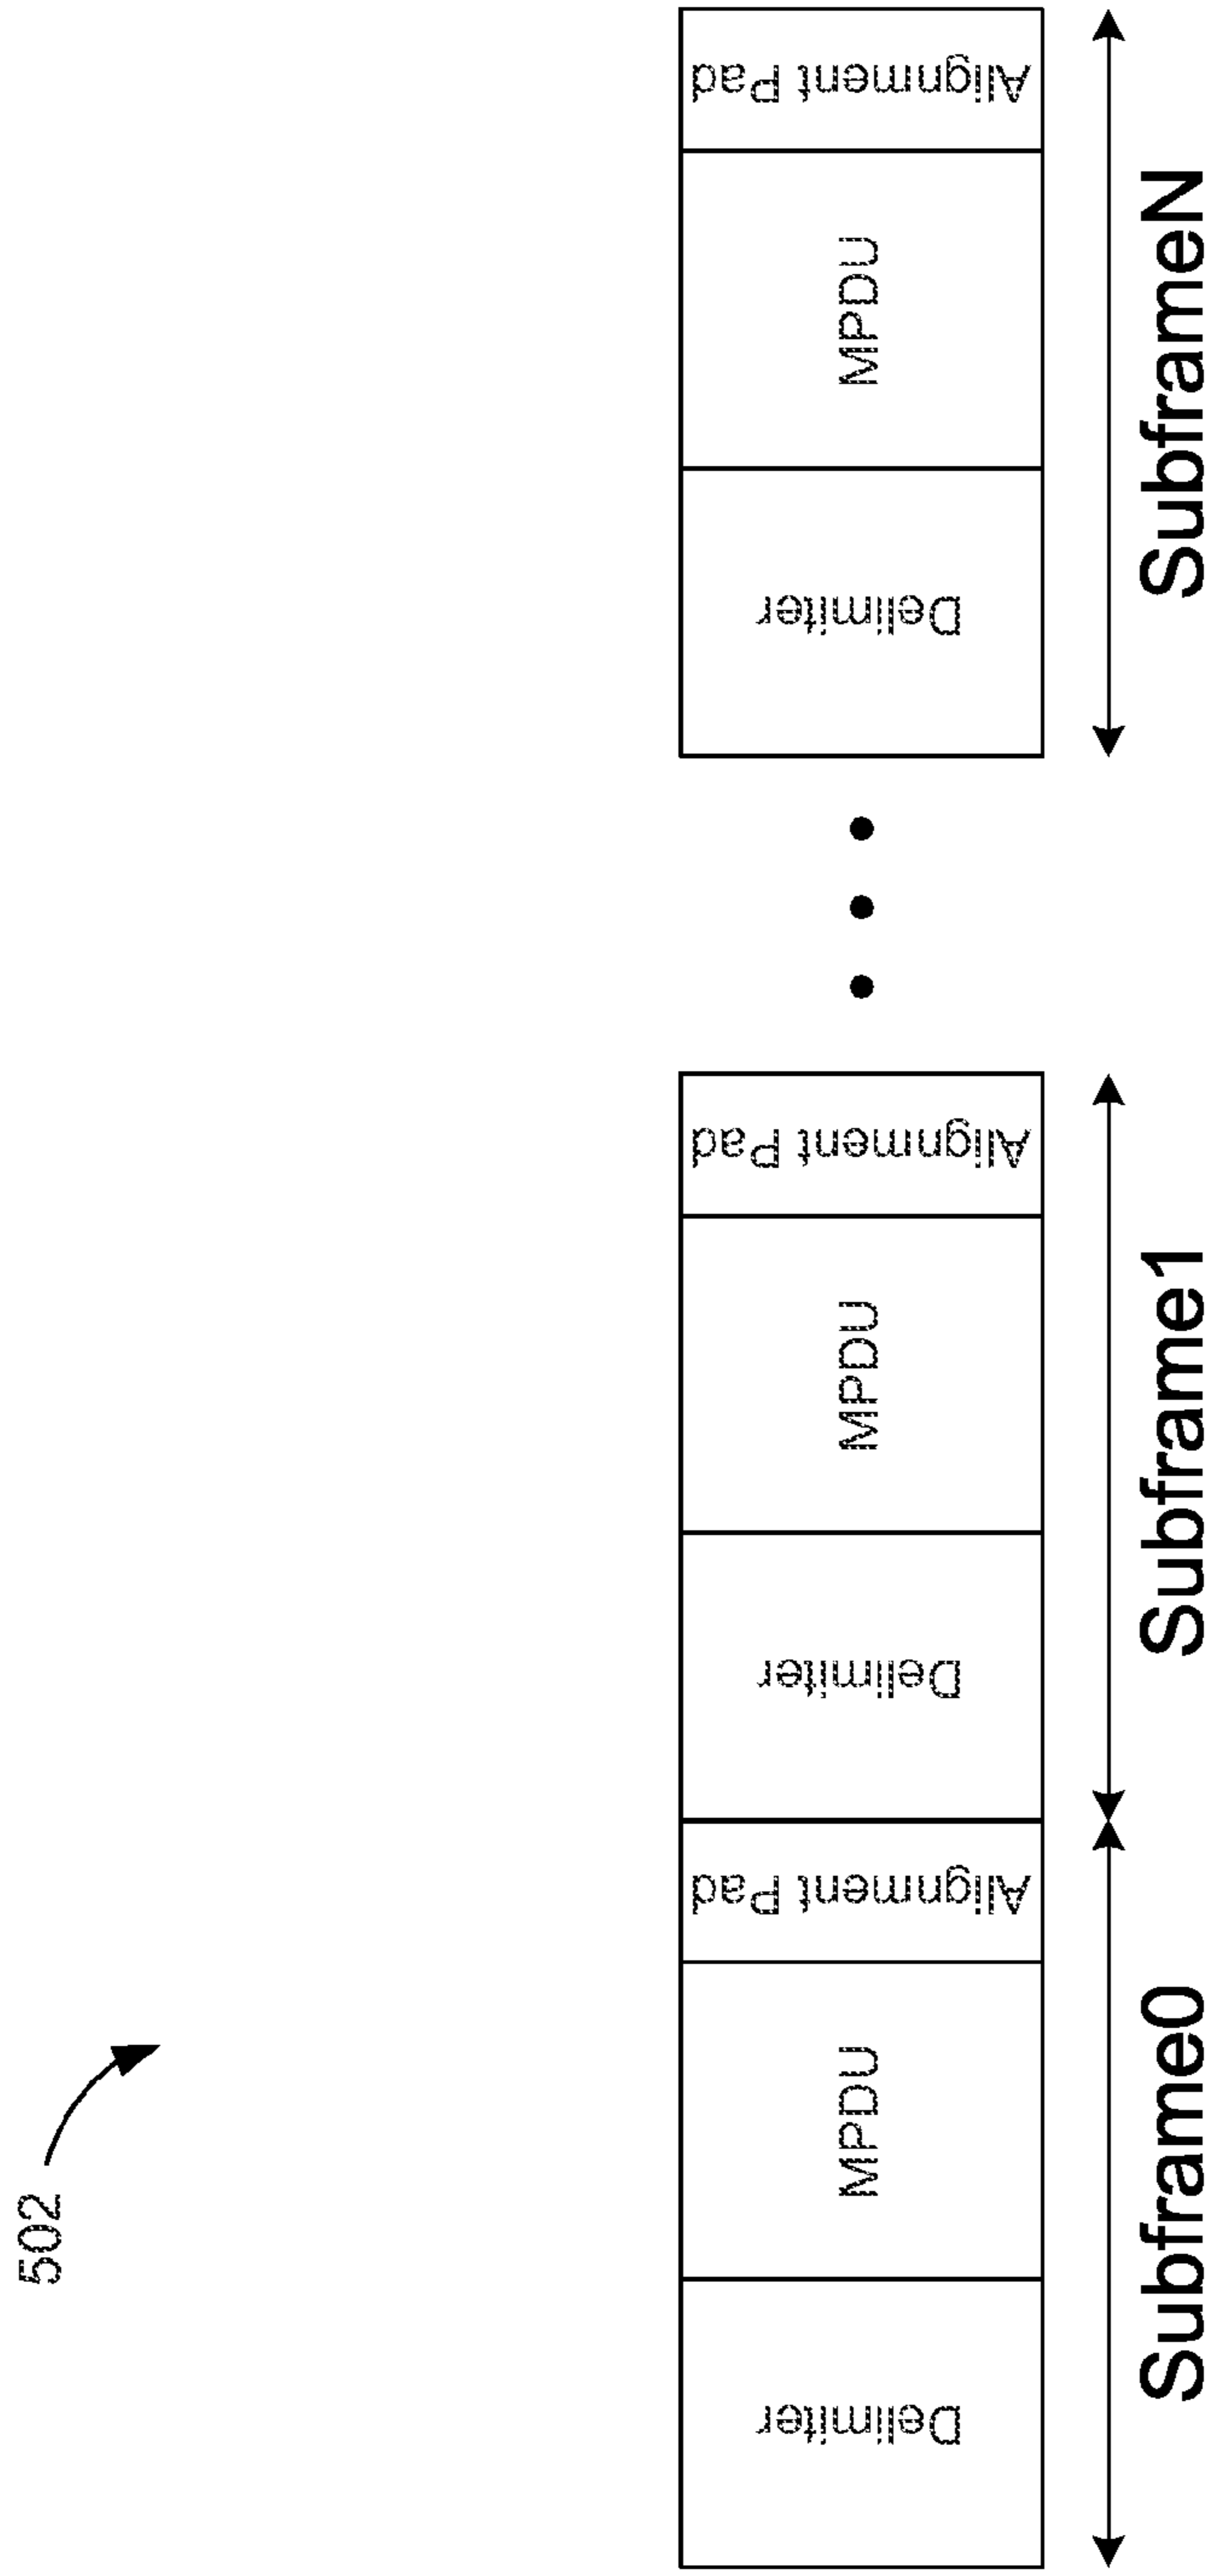 502
Delimiter
MPDU
Alignment Pad
Delimiter
MPDU
Alignment Pad
Delimiter
MPDU
Alignment Pad
Subframe0
Subframe1
SubframeN